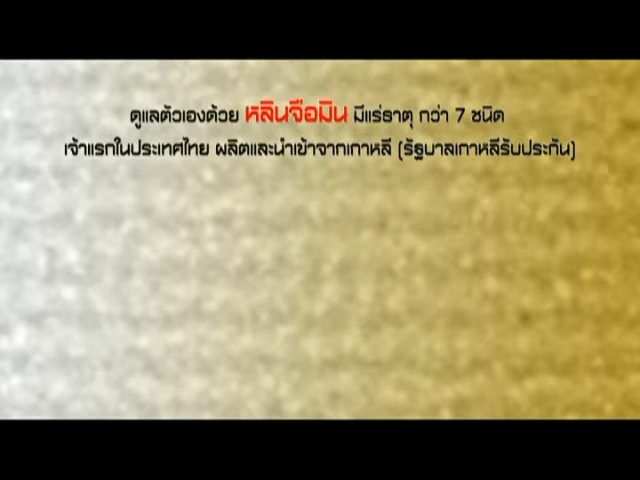 ดูแลตัวเองด้วย หลินจือมิน มีแร่ธาตุ กว่า 7 ชนิด
เจ้าแรกในประเทศไทย ผลิตและนำเข้าจากเกาหลี (รัฐบาลเกาหลีรับประกัน)